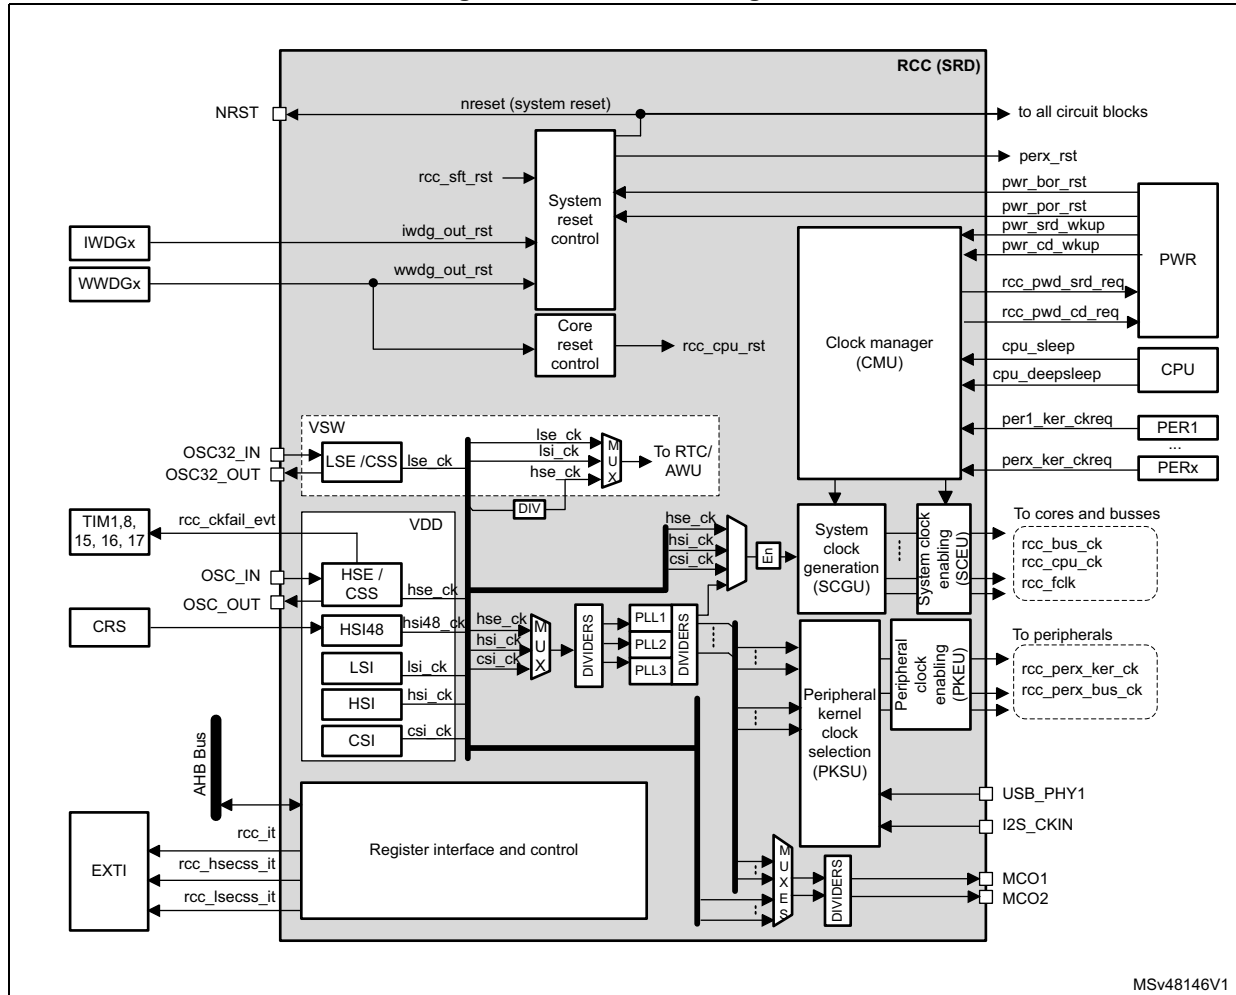 RCC (SRD)
NRST
nreset (system reset)
to all circuit blocks
perx_rst
rcc_sft_rst
System
reset
control
pwr_bor_rst
pwr_por_rst
pwr_srd_wkup
pwr_cd_wkup
rcc_pwd_srd_req
rcc_pwd_cd_req
PWR
IWDGx
iwdg_out_rst
WWDGx
wwdg_out_rst
Core
reset
control
rcc_cpu_rst
Clock manager
(CMU)
cpu_sleep
cpu_deepsleep
CPU
per1_ker_ckreq
PER1
...
perx_ker_ckreq
PERx
VSW
OSC32_IN
OSC32_OUT
LSE /CSS
lse_ck
lse_ck
lsi_ck
hse_ck
MUX
To RTC/
AWU
DIV
TIM1,8,
15, 16, 17
rcc_ckfail_evt
VDD
OSC_IN
OSC_OUT
HSE /
CSS
hse_ck
CRS
HSI48
hsi48_ck
LSI
lsi_ck
HSI
hsi_ck
CSI
csi_ck
hse_ck
hsi_ck
csi_ck
En
System
clock
generation
(SCGU)
System clock
enabling
(SCEU)
To cores and busses
rcc_bus_ck
rcc_cpu_ck
rcc_fclk
hse_ck
hsi_ck
csi_ck
MUX
DIVIDERS
PLL1
PLL2
PLL3
DIVIDERS
Peripheral
kernel
clock
selection
(PKSU)
Peripheral
clock
enabling
(PKEU)
To peripherals
rcc_perx_ker_ck
rcc_perx_bus_ck
USB_PHY1
I2S_CKIN
AHB Bus
Register interface and control
EXTI
rcc_it
rcc_hsecss_it
rcc_lsecss_it
MUXES
DIVIDERS
MCO1
MCO2
MSv48146V1